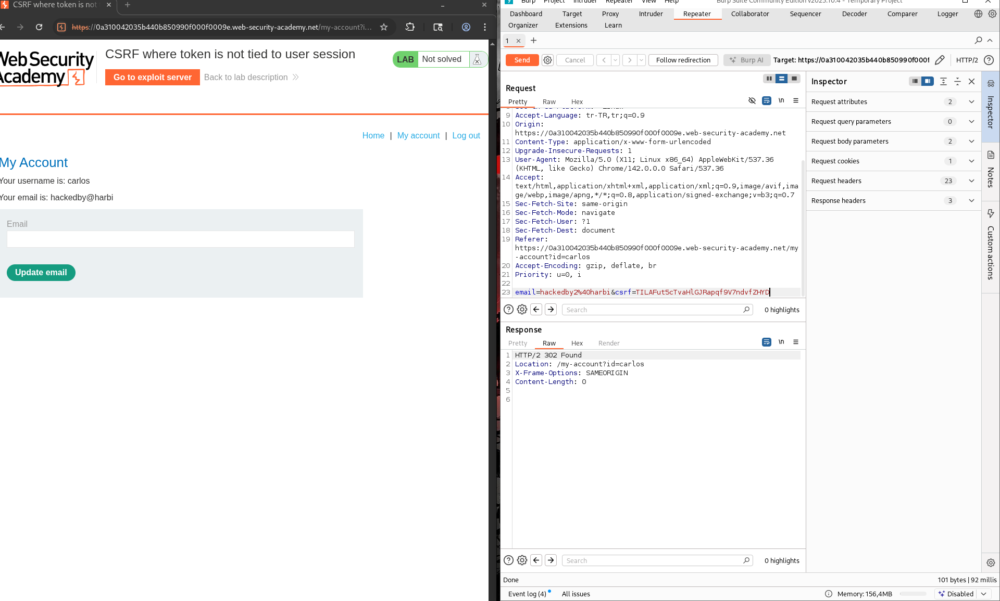 CSRF where token is not
https://0a310042035b440b850990f000f0009e.web-security-academy.net/my-account?i...
Web Security
Academy
CSRF where token is not tied to user session
Go to exploit server
Back to lab description
LAB
Not solved
Home | My account | Log out
My Account
Your username is: carlos
Your email is: hackedby@harbi
Email
Update email
Burp Project Intruder Repeater View Help
Burp Suite Community Edition v2025.10.4 - Temporary Project
Dashboard Target Proxy Intruder Repeater Collaborator Sequencer Decoder Comparer Logger
Organizer Extensions Learn
1
Send
Cancel
Follow redirection
Burp AI
Target: https://0a310042035b440b850990f000f
HTTP/2
Request
Pretty Raw Hex
\n
9 Accept-Language: tr-TR,tr;q=0.9
10 Origin:
https://0a310042035b440b850990f000f0009e.web-security-academy.net
11 Content-Type: application/x-www-form-urlencoded
12 Upgrade-Insecure-Requests: 1
13 User-Agent: Mozilla/5.0 (X11; Linux x86_64) AppleWebKit/537.36
(KHTML, like Gecko) Chrome/142.0.0.0 Safari/537.36
14 Accept:
text/html,application/xhtml+xml,application/xml;q=0.9,image/avif,ima
ge/webp,image/apng,*/*;q=0.8,application/signed-exchange;v=b3;q=0.7
15 Sec-Fetch-Site: same-origin
16 Sec-Fetch-Mode: navigate
17 Sec-Fetch-User: ?1
18 Sec-Fetch-Dest: document
19 Referer:
https://0a310042035b440b850990f000f0009e.web-security-academy.net/my
-account?id=carlos
20 Accept-Encoding: gzip, deflate, br
21 Priority: u=0, i
22
23 email=hackedby2%40harbi&csrf=TILAFut5cTvaHlGJRapqf9V7ndvfZHYD
Search
0 highlights
Response
Pretty Raw Hex Render
\n
1 HTTP/2 302 Found
2 Location: /my-account?id=carlos
3 X-Frame-Options: SAMEORIGIN
4 Content-Length: 0
5
6
Search
0 highlights
Inspector
Request attributes 2
Request query parameters 0
Request body parameters 2
Request cookies 1
Request headers 23
Response headers 3
Inspector
Notes
Custom actions
Done
101 bytes | 92 millis
Event log (4)
All issues
Memory: 156,4MB
Disabled